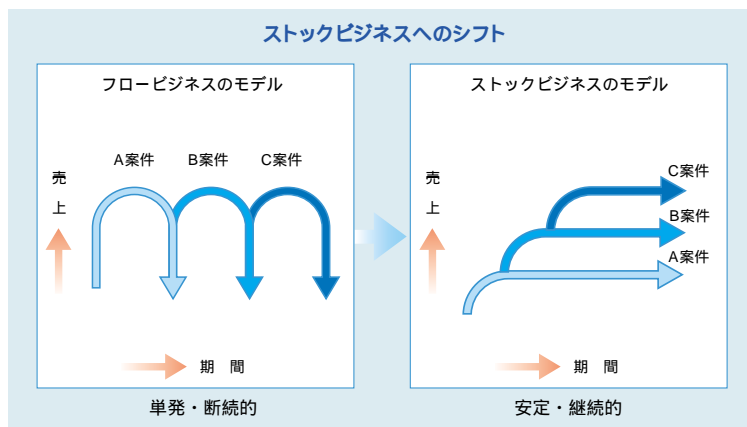 ストックビジネスへのシフト
フロービジネスのモデル
A案件 B案件 C案件
売上
期 間
単発・断続的
ストックビジネスのモデル
売上
C案件
B案件
A案件
期 間
安定・継続的